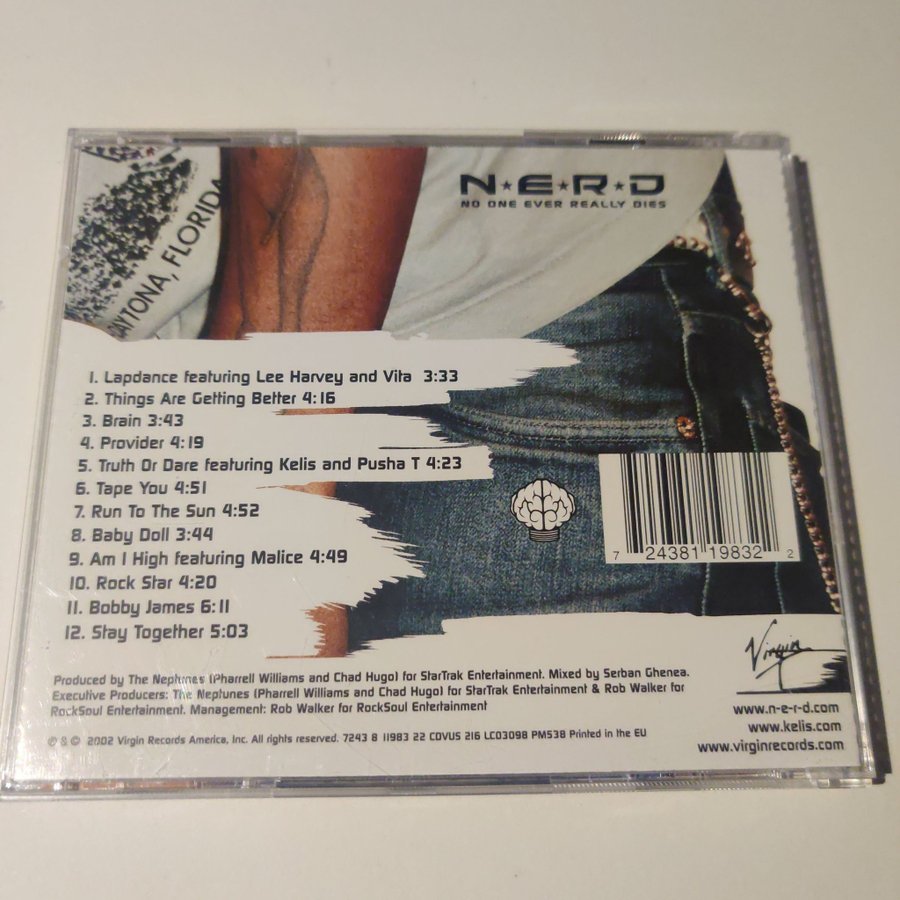 N★E★R★D
NO ONE EVER REALLY DIES
DAYTONA, FLORIDA
1. Lapdance featuring Lee Harvey and Vita 3:33
2. Things Are Getting Better 4:16
3. Brain 3:43
4. Provider 4:19
5. Truth Or Dare featuring Kelis and Pusha T 4:23
6. Tape You 4:51
7. Run To The Sun 4:52
8. Baby Doll 3:44
9. Am I High featuring Malice 4:49
10. Rock Star 4:20
11. Bobby James 6:11
12. Stay Together 5:03
7 24381 19832 2
Virgin
Produced by The Neptunes (Pharrell Williams and Chad Hugo) for StarTrak Entertainment. Mixed by Serban Ghenea.
Executive Producers: The Neptunes (Pharrell Williams and Chad Hugo) for StarTrak Entertainment & Rob Walker for
RockSoul Entertainment. Management: Rob Walker for RockSoul Entertainment
℗ & © 2002 Virgin Records America, Inc. All rights reserved. 7243 8 11983 22 CDVUS 216 LC03098 PM538 Printed in the EU
www.n-e-r-d.com
www.kelis.com
www.virginrecords.com